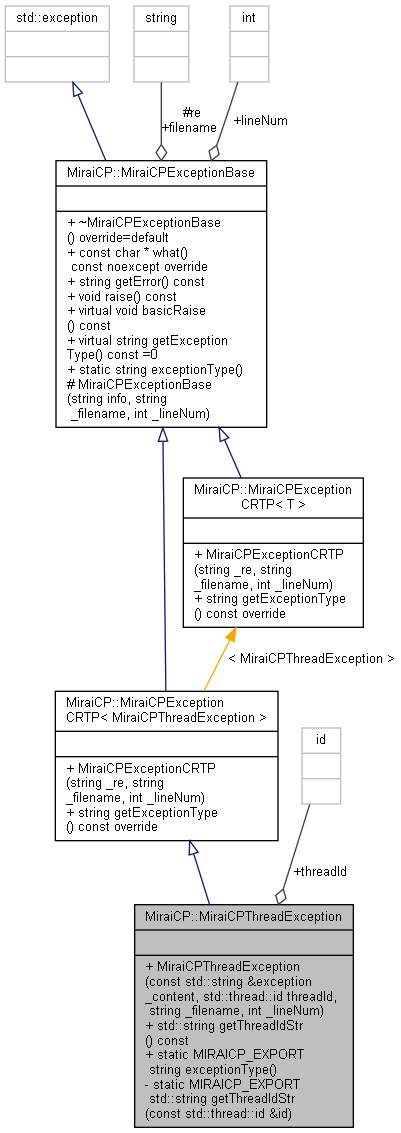 std::exception
string
int
#re
+filename
+lineNum
MiraiCP::MiraiCPExceptionBase
+ ~MiraiCPExceptionBase
() override=default
+ const char * what()
const noexcept override
+ string getError() const
+ void raise() const
+ virtual void basicRaise
() const
+ virtual string getException
Type() const =0
+ static string exceptionType()
# MiraiCPExceptionBase
(string info, string
_filename, int _lineNum)
MiraiCP::MiraiCPException
CRTP< T >
+ MiraiCPExceptionCRTP
(string _re, string
_filename, int _lineNum)
+ string getExceptionType
() const override
< MiraiCPThreadException >
MiraiCP::MiraiCPException
CRTP< MiraiCPThreadException >
+ MiraiCPExceptionCRTP
(string _re, string
_filename, int _lineNum)
+ string getExceptionType
() const override
id
+threadId
MiraiCP::MiraiCPThreadException
+ MiraiCPThreadException
(const std::string &exception
_content, std::thread::id threadId,
string _filename, int _lineNum)
+ std::string getThreadIdStr
() const
+ static MIRAICP_EXPORT
string exceptionType()
- static MIRAICP_EXPORT
std::string getThreadIdStr
(const std::thread::id &id)